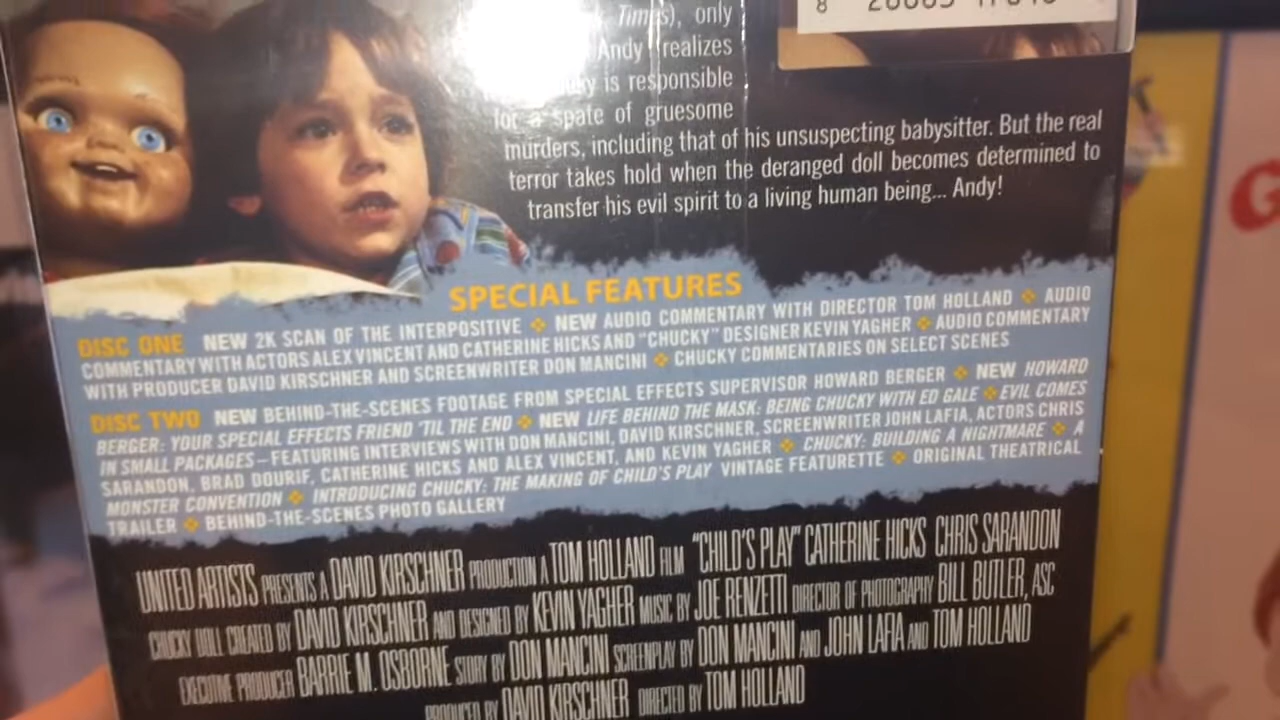 Times), only
Andy realizes
is responsible
for a spate of gruesome
murders, including that of his unsuspecting babysitter. But the real
terror takes hold when the deranged doll becomes determined to
transfer his evil spirit to a living human being... Andy!
SPECIAL FEATURES
DISC ONE NEW 2K SCAN OF THE INTERPOSITIVE ❖ NEW AUDIO COMMENTARY WITH DIRECTOR TOM HOLLAND ❖ AUDIO
COMMENTARY WITH ACTORS ALEX VINCENT AND CATHERINE HICKS AND "CHUCKY" DESIGNER KEVIN YAGHER ❖ AUDIO COMMENTARY
WITH PRODUCER DAVID KIRSCHNER AND SCREENWRITER DON MANCINI ❖ CHUCKY COMMENTARIES ON SELECT SCENES
DISC TWO NEW BEHIND-THE-SCENES FOOTAGE FROM SPECIAL EFFECTS SUPERVISOR HOWARD BERGER ❖ NEW HOWARD
BERGER: YOUR SPECIAL EFFECTS FRIEND 'TIL THE END ❖ NEW LIFE BEHIND THE MASK: BEING CHUCKY WITH ED GALE ❖ EVIL COMES
IN SMALL PACKAGES – FEATURING INTERVIEWS WITH DON MANCINI, DAVID KIRSCHNER, SCREENWRITER JOHN LAFIA, ACTORS CHRIS
SARANDON, BRAD DOURIF, CATHERINE HICKS AND ALEX VINCENT, AND KEVIN YAGHER ❖ CHUCKY: BUILDING A NIGHTMARE ❖ A
MONSTER CONVENTION ❖ INTRODUCING CHUCKY: THE MAKING OF CHILD'S PLAY VINTAGE FEATURETTE ❖ ORIGINAL THEATRICAL
TRAILER ❖ BEHIND-THE-SCENES PHOTO GALLERY
UNITED ARTISTS PRESENTS A DAVID KIRSCHNER PRODUCTION A TOM HOLLAND FILM "CHILD'S PLAY" CATHERINE HICKS CHRIS SARANDON
CHUCKY DOLL CREATED BY DAVID KIRSCHNER AND DESIGNED BY KEVIN YAGHER MUSIC BY JOE RENZETTI DIRECTOR OF PHOTOGRAPHY BILL BUTLER, ASC
EXECUTIVE PRODUCER BARRIE M. OSBORNE STORY BY DON MANCINI SCREENPLAY BY DON MANCINI AND JOHN LAFIA AND TOM HOLLAND
PRODUCED BY DAVID KIRSCHNER DIRECTED BY TOM HOLLAND